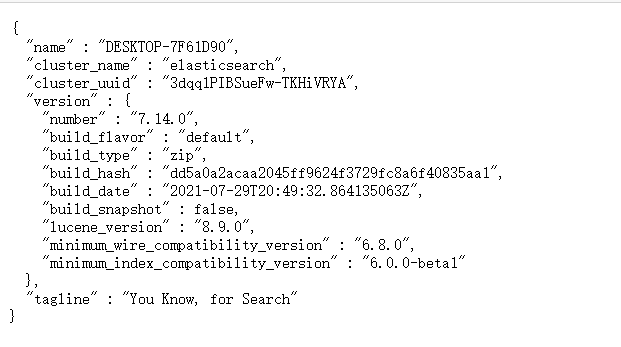 {
"name" : "DESKTOP-7F61D90",
"cluster_name" : "elasticsearch",
"cluster_uuid" : "3dqq1PIBSueFw-TKHiVRYA",
"version" : {
"number" : "7.14.0",
"build_flavor" : "default",
"build_type" : "zip",
"build_hash" : "dd5a0a2acaa2045ff9624f3729fc8a6f40835aa1",
"build_date" : "2021-07-29T20:49:32.864135063Z",
"build_snapshot" : false,
"lucene_version" : "8.9.0",
"minimum_wire_compatibility_version" : "6.8.0",
"minimum_index_compatibility_version" : "6.0.0-beta1"
},
"tagline" : "You Know, for Search"
}